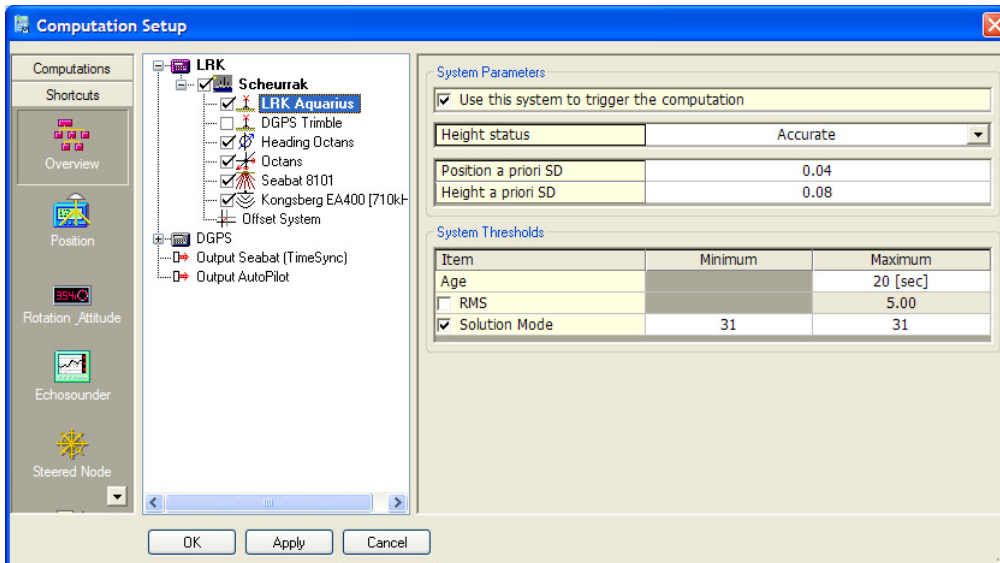 Computation Setup
Computations
Shortcuts
Overview
Position
354
Rotation _Attitude
Echosounder
Steered Node
LRK
Scheurrak
LRK Aquarius
DGPS Trimble
Heading Octans
Octans
Seabat 8101
Kongsberg EA400 [710kH
Offset System
DGPS
Output Seabat (TimeSync)
Output AutoPilot
System Parameters
Use this system to trigger the computation
Height status Accurate
Position a priori SD 0.04
Height a priori SD 0.08
System Thresholds
Item Minimum Maximum
Age 20 [sec]
RMS 5.00
Solution Mode 31 31
OK Apply Cancel